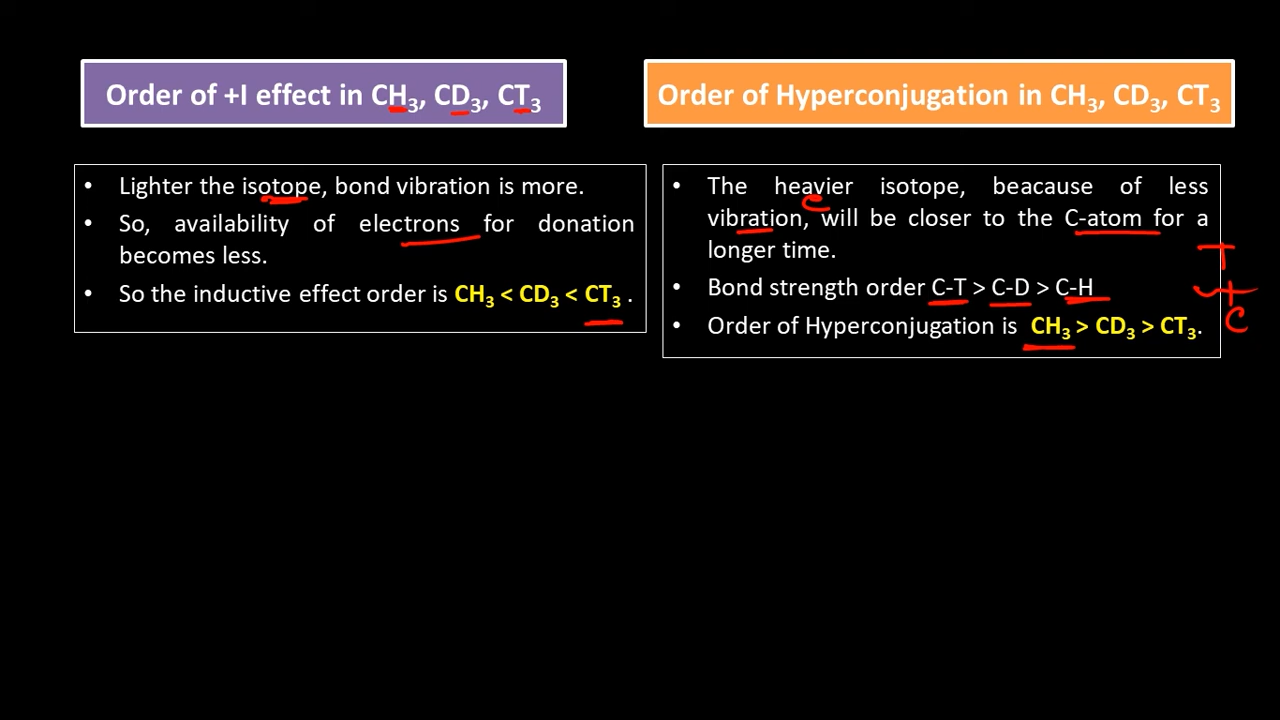 Order of +I effect in CH₃, CD₃, CT₃
• Lighter the isotope, bond vibration is more.
• So, availability of electrons for donation
becomes less.
• So the inductive effect order is CH₃ < CD₃ < CT₃ .
Order of Hyperconjugation in CH₃, CD₃, CT₃
• The heavier isotope, beacause of less
vibration, will be closer to the C-atom for a
longer time.
• Bond strength order C-T > C-D > C-H
• Order of Hyperconjugation is CH₃ > CD₃ > CT₃.
T
C